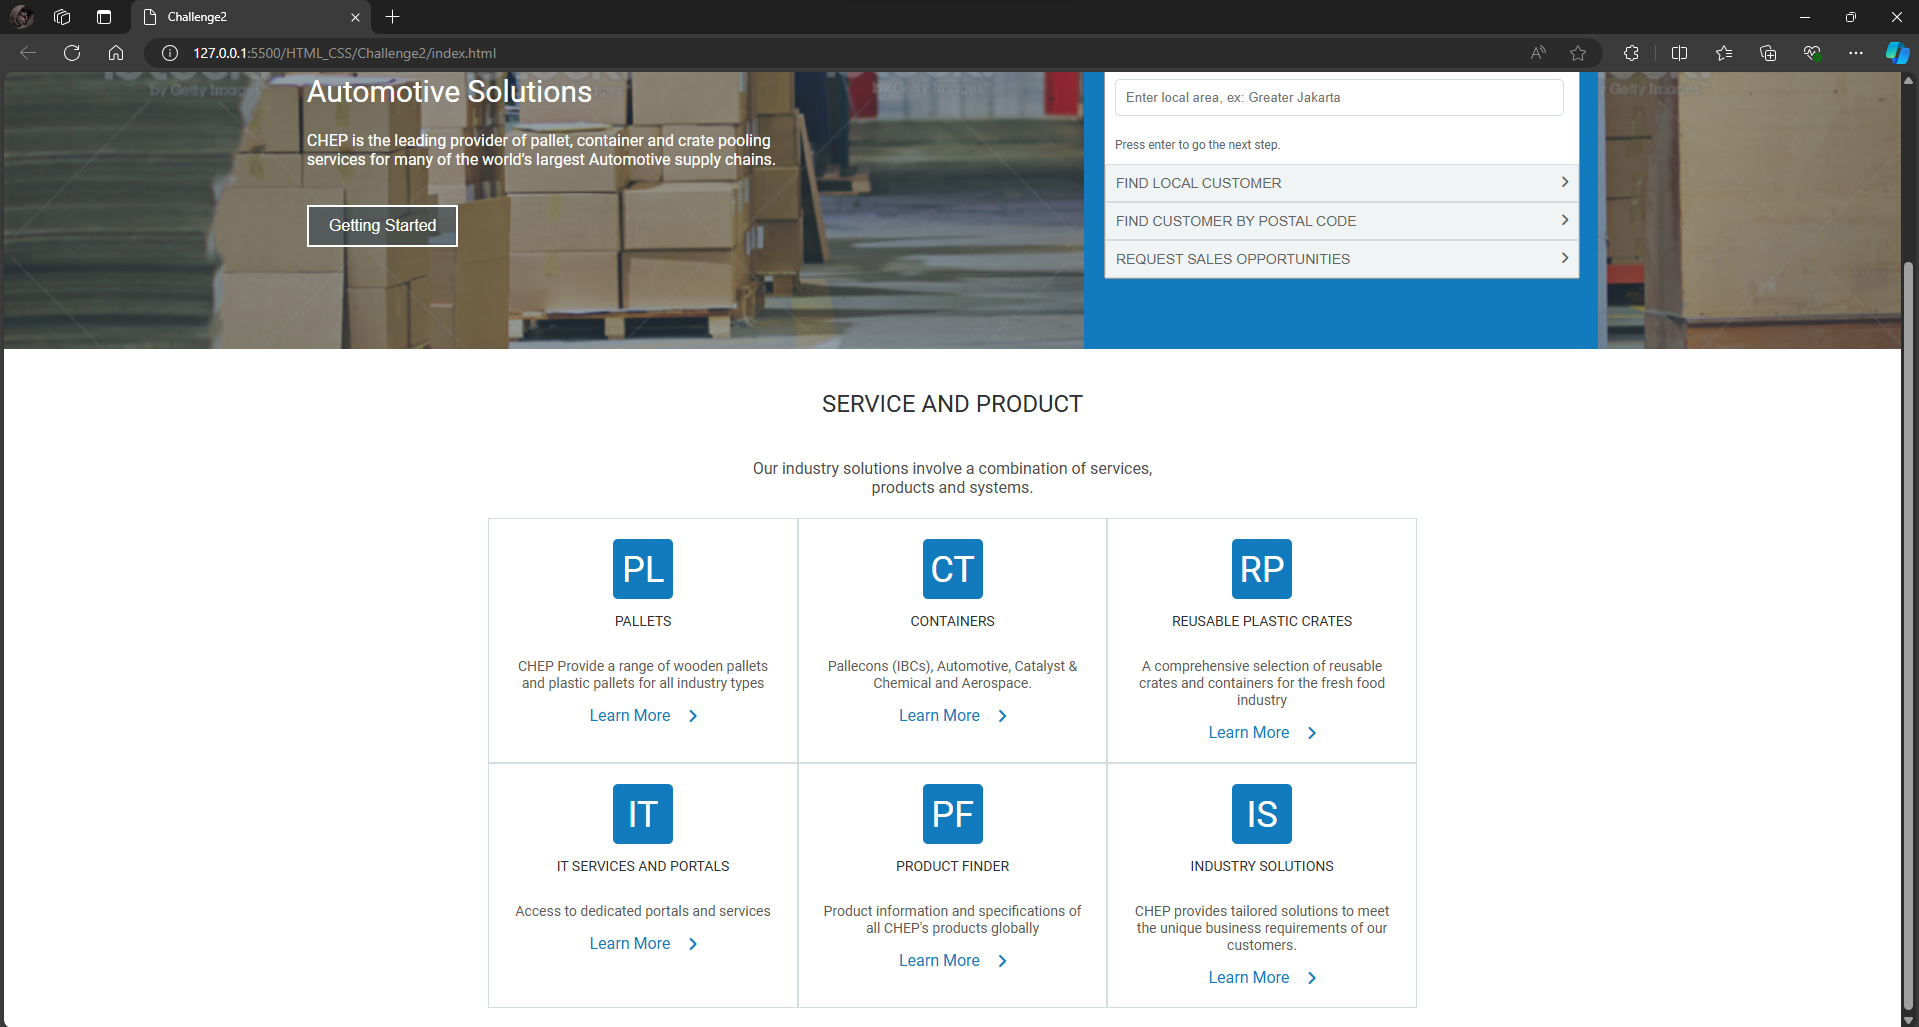 Challenge2
127.0.0.1:5500/HTML_CSS/Challenge2/index.html
by Getty Images
by Getty Images
Getty Images
Automotive Solutions
CHEP is the leading provider of pallet, container and crate pooling
services for many of the world's largest Automotive supply chains.
Getting Started
Enter local area, ex: Greater Jakarta
Press enter to go the next step.
FIND LOCAL CUSTOMER
FIND CUSTOMER BY POSTAL CODE
REQUEST SALES OPPORTUNITIES
SERVICE AND PRODUCT
Our industry solutions involve a combination of services,
products and systems.
PL
PALLETS
CHEP Provide a range of wooden pallets
and plastic pallets for all industry types
Learn More
CT
CONTAINERS
Pallecons (IBCs), Automotive, Catalyst &
Chemical and Aerospace.
Learn More
RP
REUSABLE PLASTIC CRATES
A comprehensive selection of reusable
crates and containers for the fresh food
industry
Learn More
IT
IT SERVICES AND PORTALS
Access to dedicated portals and services
Learn More
PF
PRODUCT FINDER
Product information and specifications of
all CHEP's products globally
Learn More
IS
INDUSTRY SOLUTIONS
CHEP provides tailored solutions to meet
the unique business requirements of our
customers.
Learn More